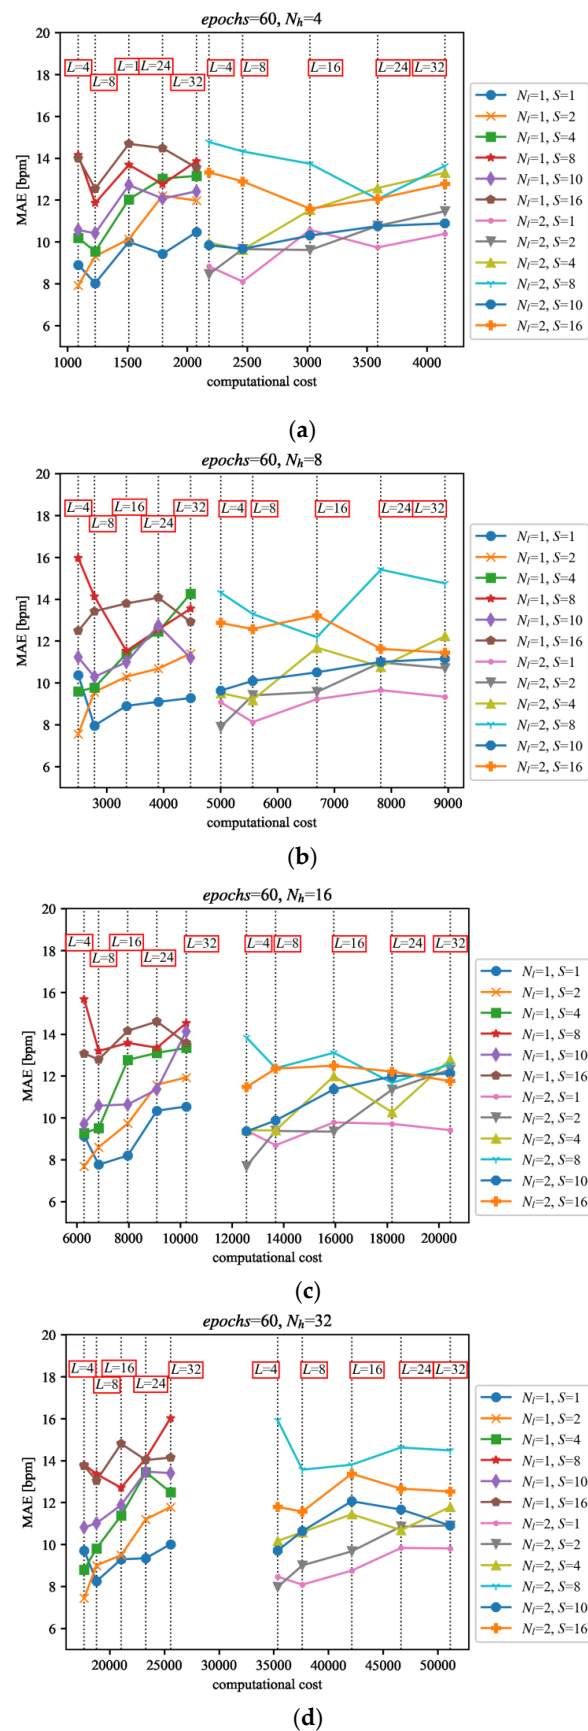 epochs=60, Nh=4
20
18
16
14
12
10
8
6
MAE [bpm]
L=4
L=8
L=1
L=24
L=32
L=4
L=8
L=16
L=24
L=32
1000 1500 2000 2500 3000 3500 4000
computational cost
Nl=1, S=1
Nl=1, S=2
Nl=1, S=4
Nl=1, S=8
Nl=1, S=10
Nl=1, S=16
Nl=2, S=1
Nl=2, S=2
Nl=2, S=4
Nl=2, S=8
Nl=2, S=10
Nl=2, S=16
(a)
epochs=60, Nh=8
20
18
16
14
12
10
8
6
MAE [bpm]
L=4
L=8
L=16
L=24
L=32
L=4
L=8
L=16
L=24
L=32
3000 4000 5000 6000 7000 8000 9000
computational cost
Nl=1, S=1
Nl=1, S=2
Nl=1, S=4
Nl=1, S=8
Nl=1, S=10
Nl=1, S=16
Nl=2, S=1
Nl=2, S=2
Nl=2, S=4
Nl=2, S=8
Nl=2, S=10
Nl=2, S=16
(b)
epochs=60, Nh=16
20
18
16
14
12
10
8
6
MAE [bpm]
L=4
L=8
L=16
L=24
L=32
L=4
L=8
L=16
L=24
L=32
6000 8000 10000 12000 14000 16000 18000 20000
computational cost
Nl=1, S=1
Nl=1, S=2
Nl=1, S=4
Nl=1, S=8
Nl=1, S=10
Nl=1, S=16
Nl=2, S=1
Nl=2, S=2
Nl=2, S=4
Nl=2, S=8
Nl=2, S=10
Nl=2, S=16
(c)
epochs=60, Nh=32
20
18
16
14
12
10
8
6
MAE [bpm]
L=4
L=8
L=16
L=24
L=32
L=4
L=8
L=16
L=24
L=32
20000 25000 30000 35000 40000 45000 50000
computational cost
Nl=1, S=1
Nl=1, S=2
Nl=1, S=4
Nl=1, S=8
Nl=1, S=10
Nl=1, S=16
Nl=2, S=1
Nl=2, S=2
Nl=2, S=4
Nl=2, S=8
Nl=2, S=10
Nl=2, S=16
(d)